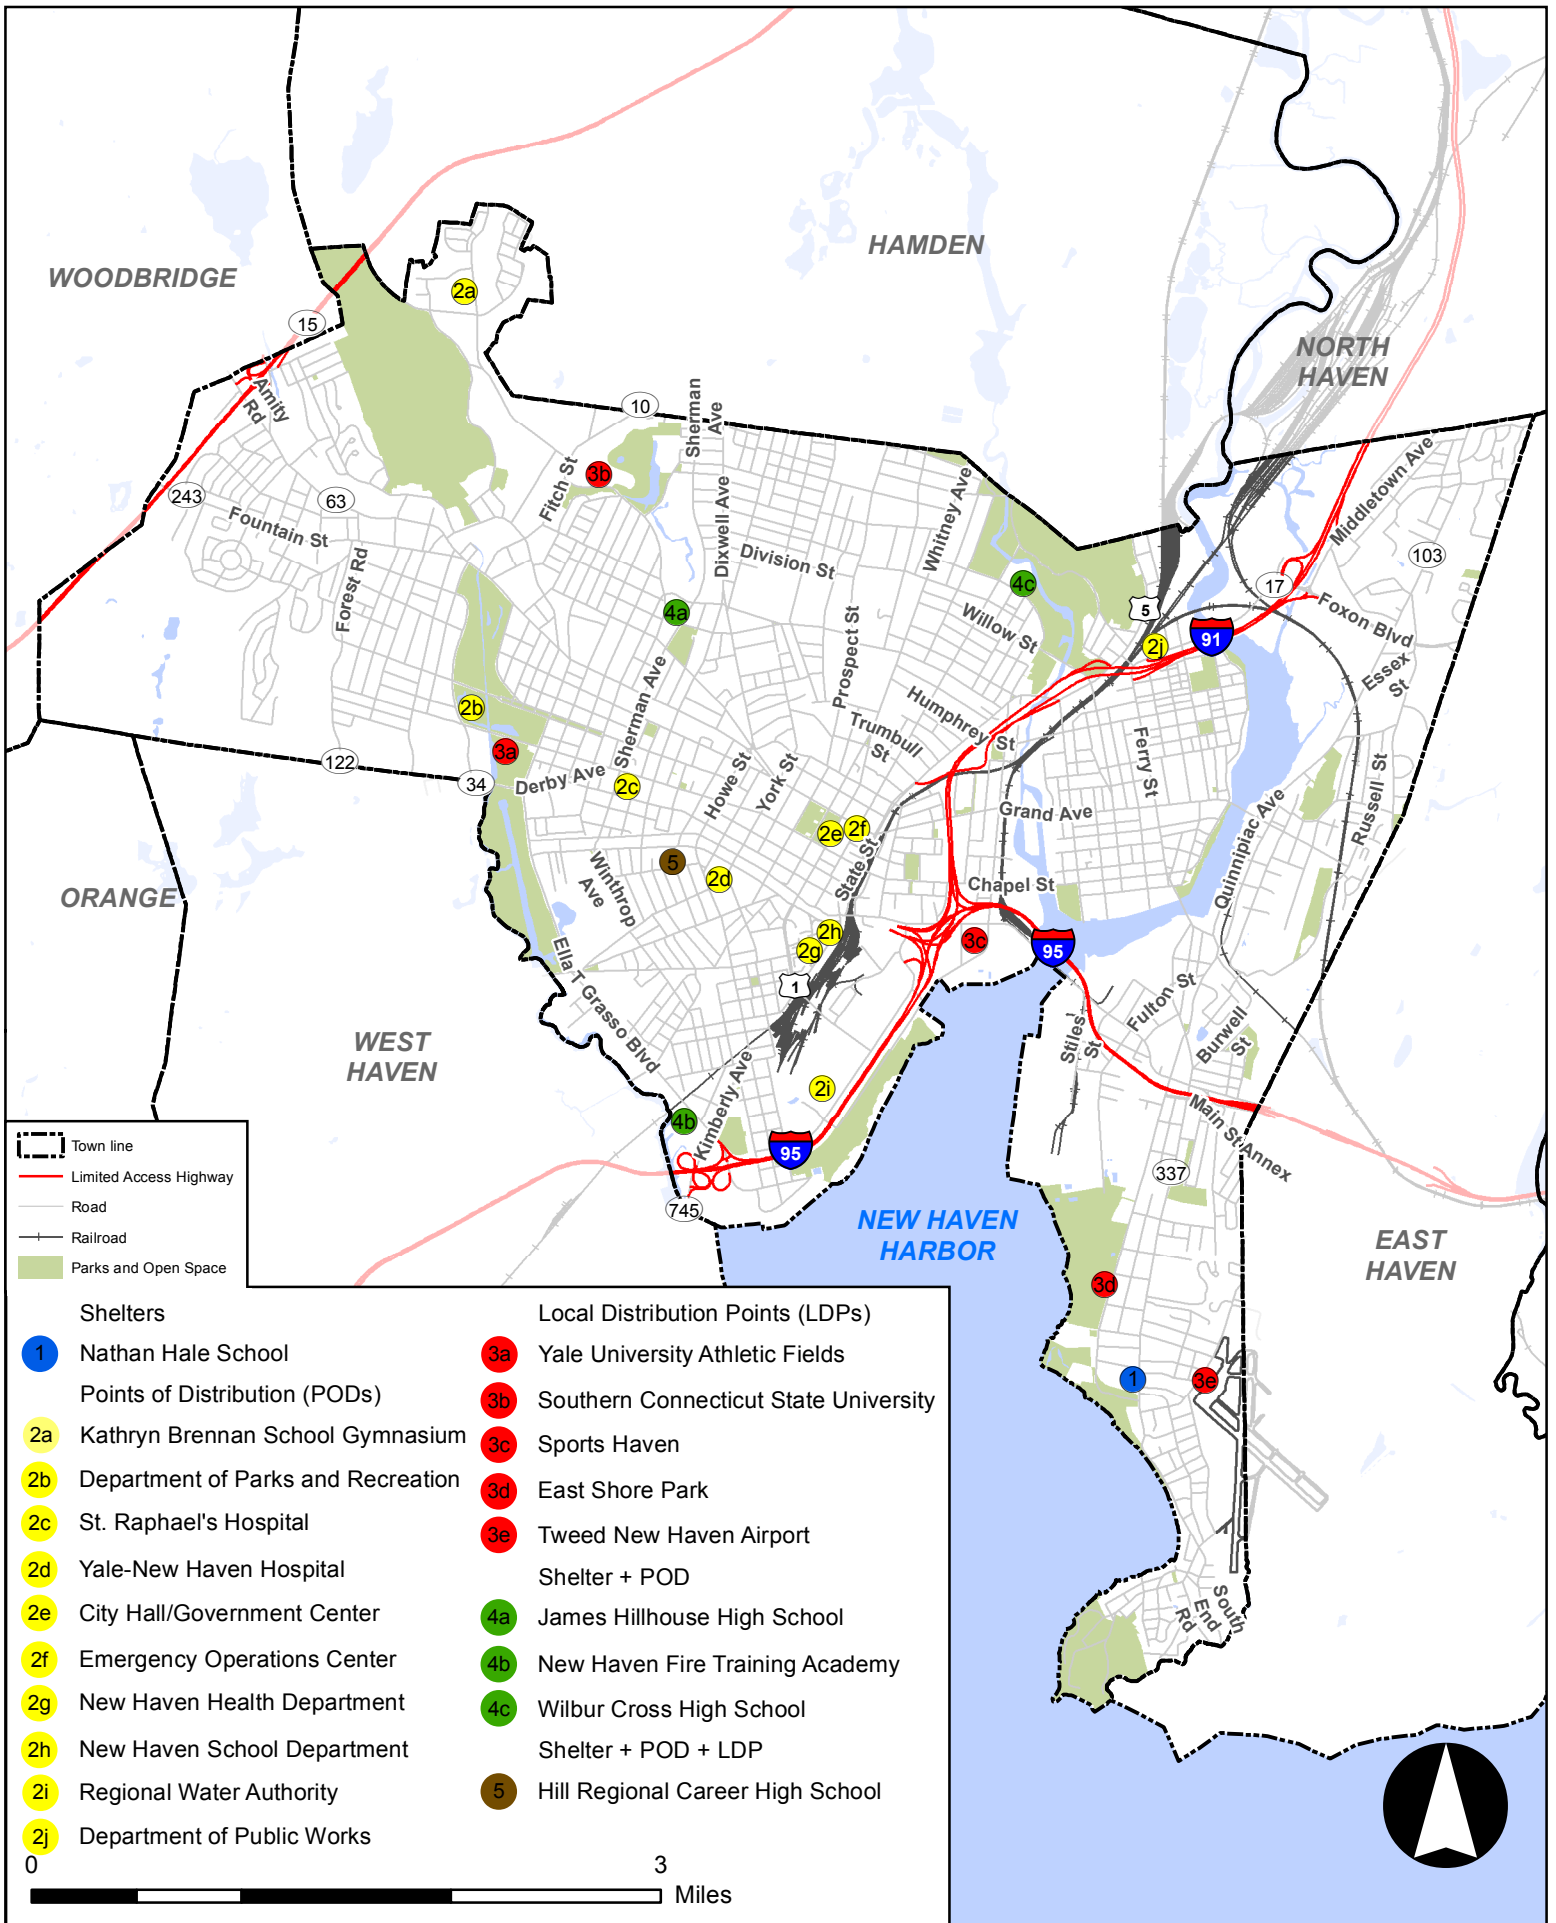 HAMDEN
WOODBRIDGE
2a
15
NORTH
HAVEN
Amity
Rd
10
Sherman
Ave
Middletown Ave
243
63
Fitch St
3b
Whitney Ave
Dixwell Ave
Fountain St
Division St
103
Forest Rd
4c
17
4a
5
Foxon Blvd
Willow St
2j
91
Essex
St
Prospect St
Sherman Ave
2b
Humphrey St
Trumbull
St
3a
122
34
Derby Ave
2c
Howe St
York St
Ferry St
Grand Ave
Russell St
2e
2f
State St
Quinnipiac Ave
5
2d
Winthrop
Ave
Chapel St
ORANGE
2h
2g
3c
95
Ella T Grasso Blvd
1
Fulton St
WEST
HAVEN
Stiles
St
Burwell
St
2i
Kimberly Ave
4b
Main St Annex
95
337
745
NEW HAVEN
HARBOR
EAST
HAVEN
3d
1
3e
South
End
Rd
Town line
Limited Access Highway
Road
Railroad
Parks and Open Space
Shelters
1 Nathan Hale School
Points of Distribution (PODs)
2a Kathryn Brennan School Gymnasium
2b Department of Parks and Recreation
2c St. Raphael's Hospital
2d Yale-New Haven Hospital
2e City Hall/Government Center
2f Emergency Operations Center
2g New Haven Health Department
2h New Haven School Department
2i Regional Water Authority
2j Department of Public Works
Local Distribution Points (LDPs)
3a Yale University Athletic Fields
3b Southern Connecticut State University
3c Sports Haven
3d East Shore Park
3e Tweed New Haven Airport
Shelter + POD
4a James Hillhouse High School
4b New Haven Fire Training Academy
4c Wilbur Cross High School
Shelter + POD + LDP
5 Hill Regional Career High School
0 3
Miles